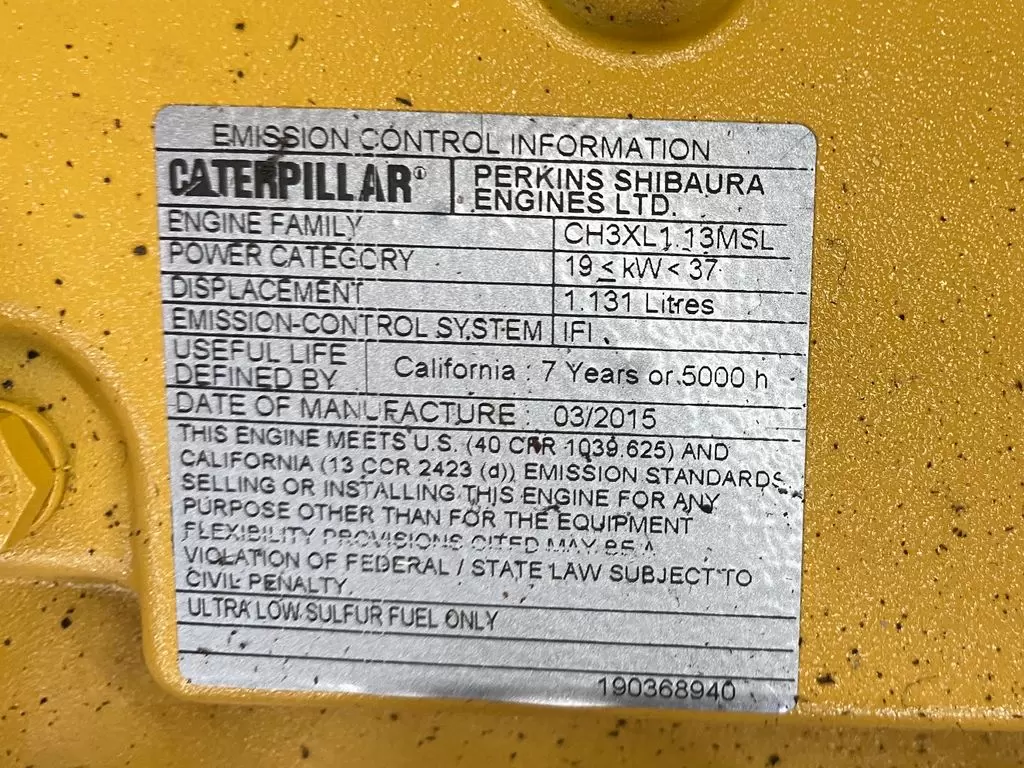 EMISSION CONTROL INFORMATION
CATERPILLAR® PERKINS SHIBAURA
ENGINES LTD.
ENGINE FAMILY CH3XL1.13MSL
POWER CATEGORY 19 ≤ kW < 37
DISPLACEMENT 1.131 Litres
EMISSION-CONTROL SYSTEM IFI
USEFUL LIFE
DEFINED BY California : 7 Years or 5000 h
DATE OF MANUFACTURE : 03/2015
THIS ENGINE MEETS U.S. (40 CFR 1039.625) AND
CALIFORNIA (13 CCR 2423 (d)) EMISSION STANDARDS
SELLING OR INSTALLING THIS ENGINE FOR ANY
PURPOSE OTHER THAN FOR THE EQUIPMENT
FLEXIBILITY PROVISIONS CITED MAY BE A
VIOLATION OF FEDERAL / STATE LAW SUBJECT TO
CIVIL PENALTY
ULTRA LOW SULFUR FUEL ONLY
190368940